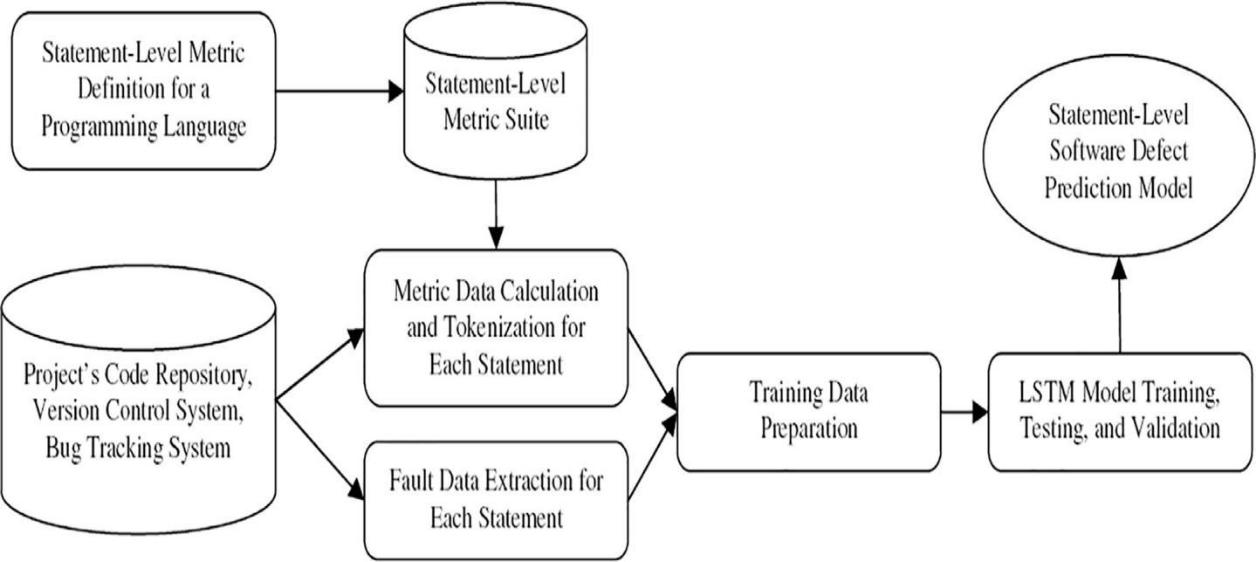 Statement-Level Metric
Definition for a
Programming Language
Statement-Level
Metric Suite
Statement-Level
Software Defect
Prediction Model
Project's Code Repository,
Version Control System,
Bug Tracking System
Metric Data Calculation
and Tokenization for
Each Statement
Fault Data Extraction for
Each Statement
Training Data
Preparation
LSTM Model Training,
Testing, and Validation